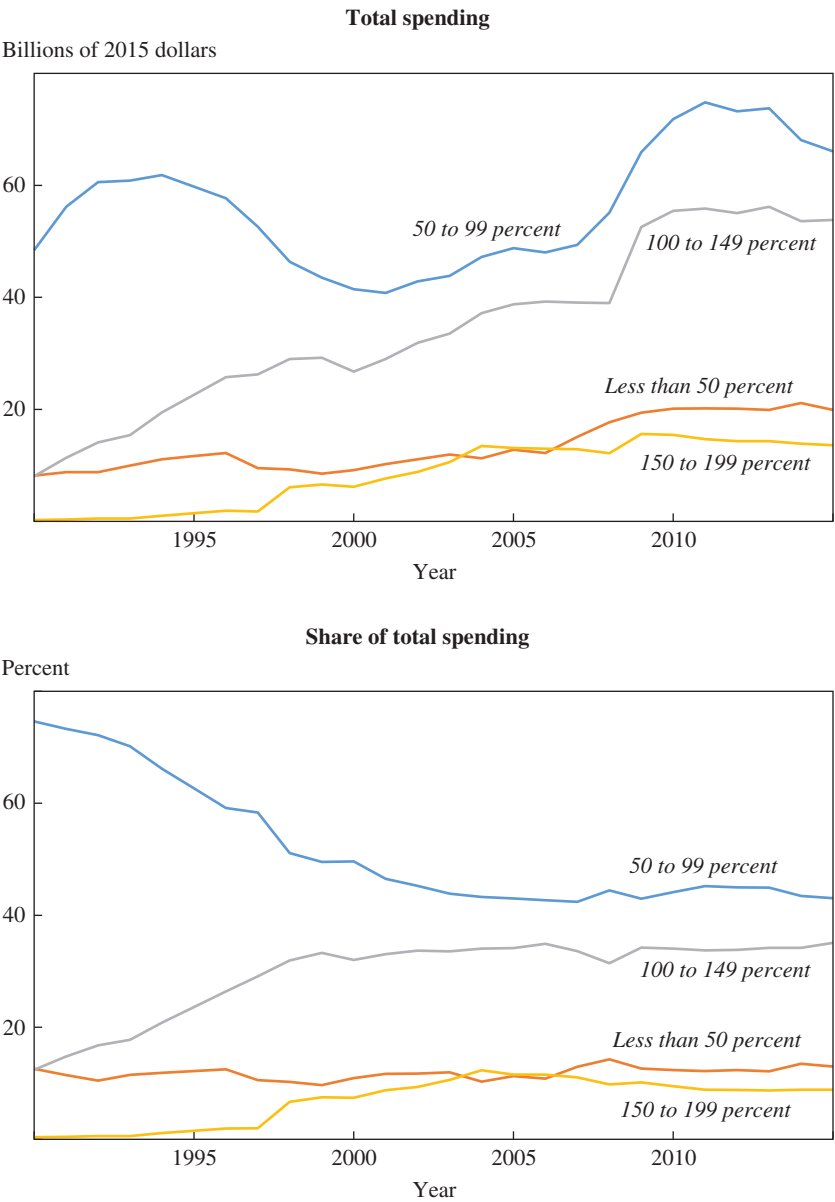 Total spending
Billions of 2015 dollars
60
50 to 99 percent
100 to 149 percent
40
Less than 50 percent
20
150 to 199 percent
1995 2000 2005 2010
Year
Share of total spending
Percent
60
50 to 99 percent
40
100 to 149 percent
20
Less than 50 percent
150 to 199 percent
1995 2000 2005 2010
Year